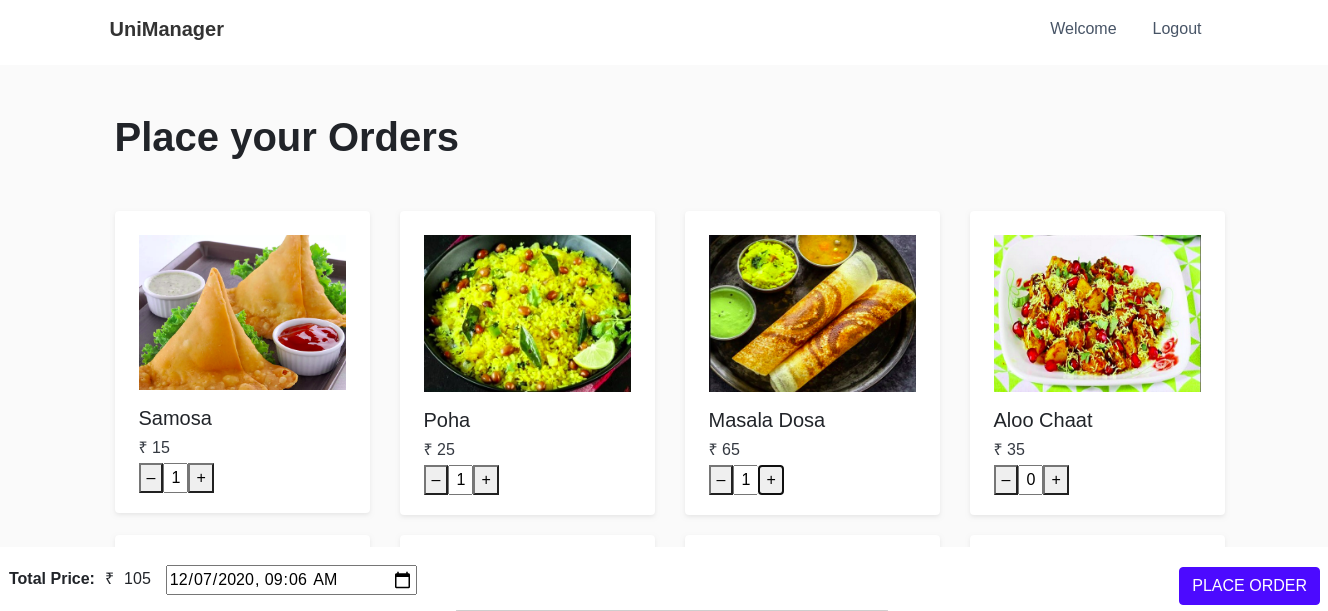 UniManager
Welcome
Logout
Place your Orders
Samosa
₹ 15
– 1 +
Poha
₹ 25
– 1 +
Masala Dosa
₹ 65
– 1 +
Aloo Chaat
₹ 35
– 0 +
Total Price: ₹ 105
12/07/2020, 09:06 AM
PLACE ORDER